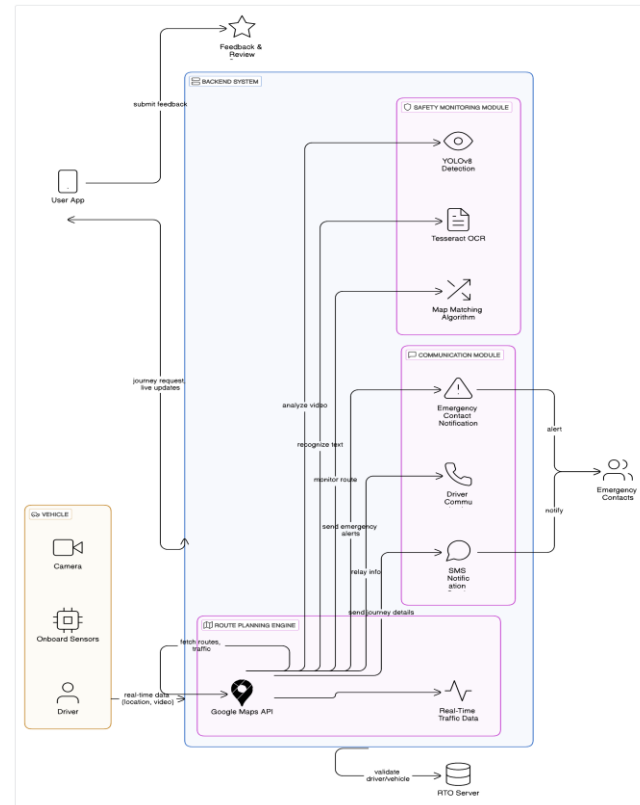 Feedback &
Review
submit feedback
BACKEND SYSTEM
SAFETY MONITORING MODULE
YOLOv8
Detection
User App
Tesseract OCR
Map Matching
Algorithm
COMMUNICATION MODULE
journey request,
live updates
analyze video
Emergency
Contact
Notification
alert
recognize text
monitor route
Emergency
Contacts
Driver
Commu
VEHICLE
notify
send emergency
alerts
Camera
relay info
SMS
Notific
ation
send journey details
ROUTE PLANNING ENGINE
Onboard Sensors
fetch routes,
traffic
real-time data
(location, video)
Driver
Google Maps API
Real-Time
Traffic Data
validate
driver/vehicle
RTO Server